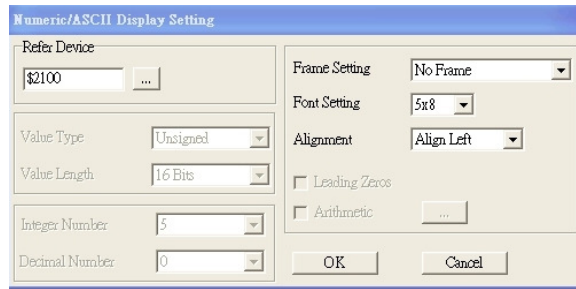 Numeric/ASCII Display Setting
Refer Device
$2100
...
Value Type
Unsigned
Value Length
16 Bits
Integer Number
5
Decimal Number
0
Frame Setting
No Frame
Font Setting
5x8
Alignment
Align Left
Leading Zeros
Arithmetic
...
OK
Cancel